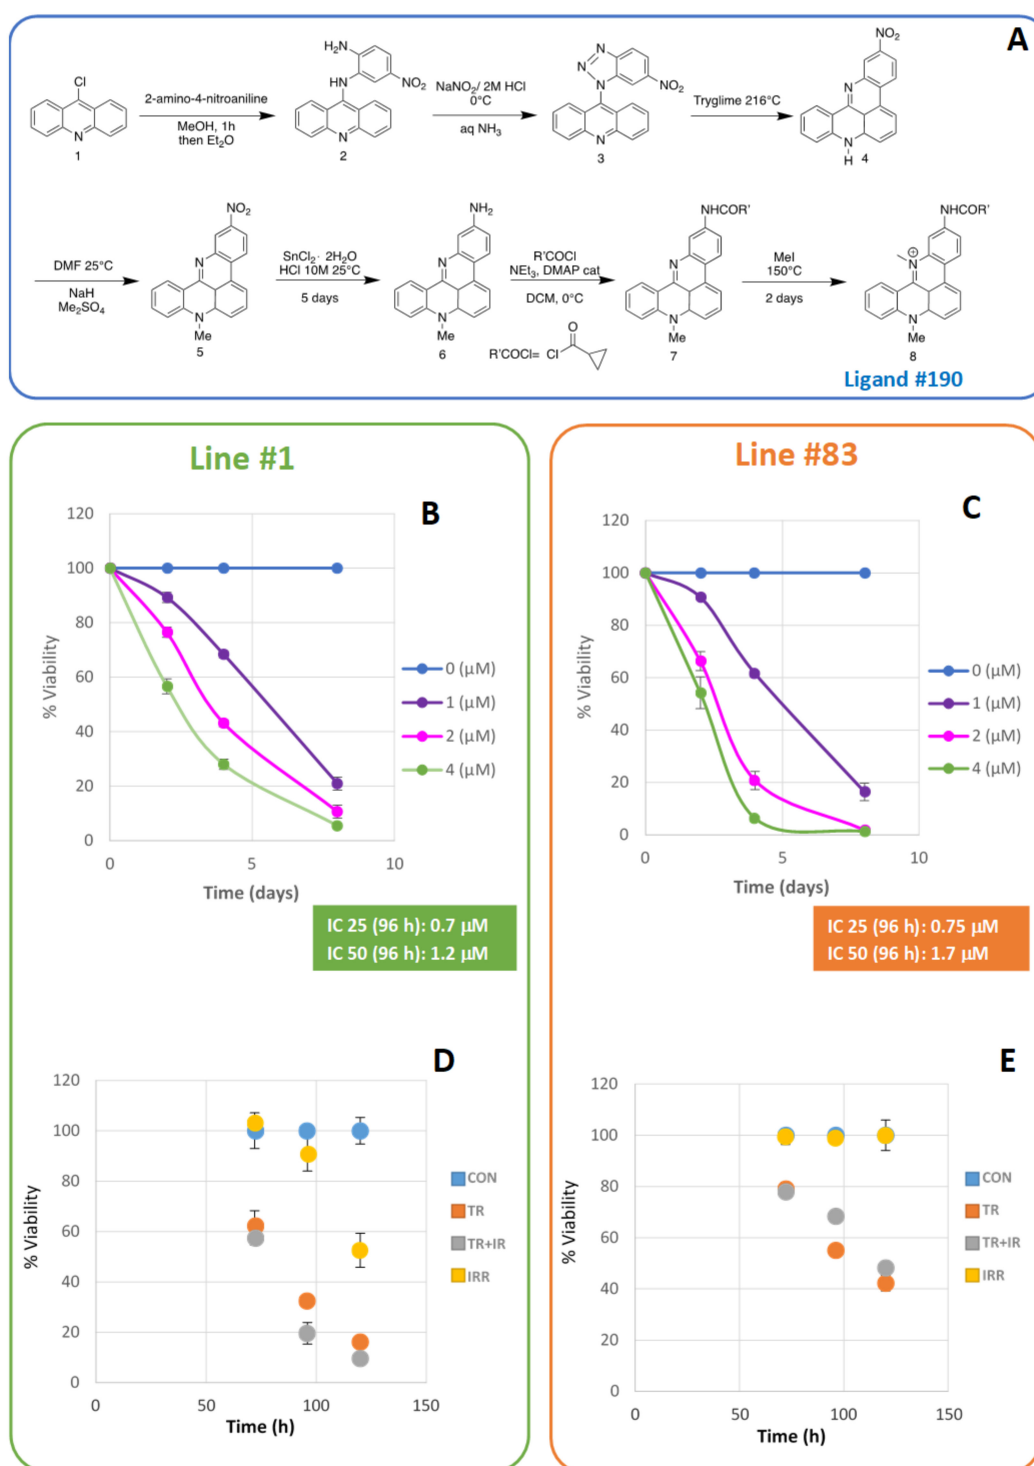 A
Cl
N
1
2-amino-4-nitroaniline
MeOH, 1h
then Et₂O
H₂N
HN
NO₂
N
2
NaNO₂/ 2M HCl
0°C
aq NH₃
N
N
N
NO₂
N
3
Tryglime 216°C
NO₂
N
N
H
4
DMF 25°C
NaH
Me₂SO₄
NO₂
N
N
Me
5
SnCl₂· 2H₂O
HCl 10M 25°C
5 days
NH₂
N
N
Me
6
R'COCl
NEt₃, DMAP cat
DCM, 0°C
R'COCl=
Cl
O
NHCOR'
N
N
Me
7
MeI
150°C
2 days
NHCOR'
N
⊕
N
Me
8
Ligand #190
Line #1
B
120
100
80
60
40
20
0
% Viability
0
5
10
Time (days)
0 (µM)
1 (µM)
2 (µM)
4 (µM)
IC 25 (96 h): 0.7 µM
IC 50 (96 h): 1.2 µM
D
120
100
80
60
40
20
0
% Viability
0
50
100
150
Time (h)
CON
TR
TR+IR
IRR
Line #83
C
120
100
80
60
40
20
0
% Viability
0
5
10
Time (days)
0 (µM)
1 (µM)
2 (µM)
4 (µM)
IC 25 (96 h): 0.75 µM
IC 50 (96 h): 1.7 µM
E
120
100
80
60
40
20
0
% Viability
0
50
100
150
Time (h)
CON
TR
TR+IR
IRR